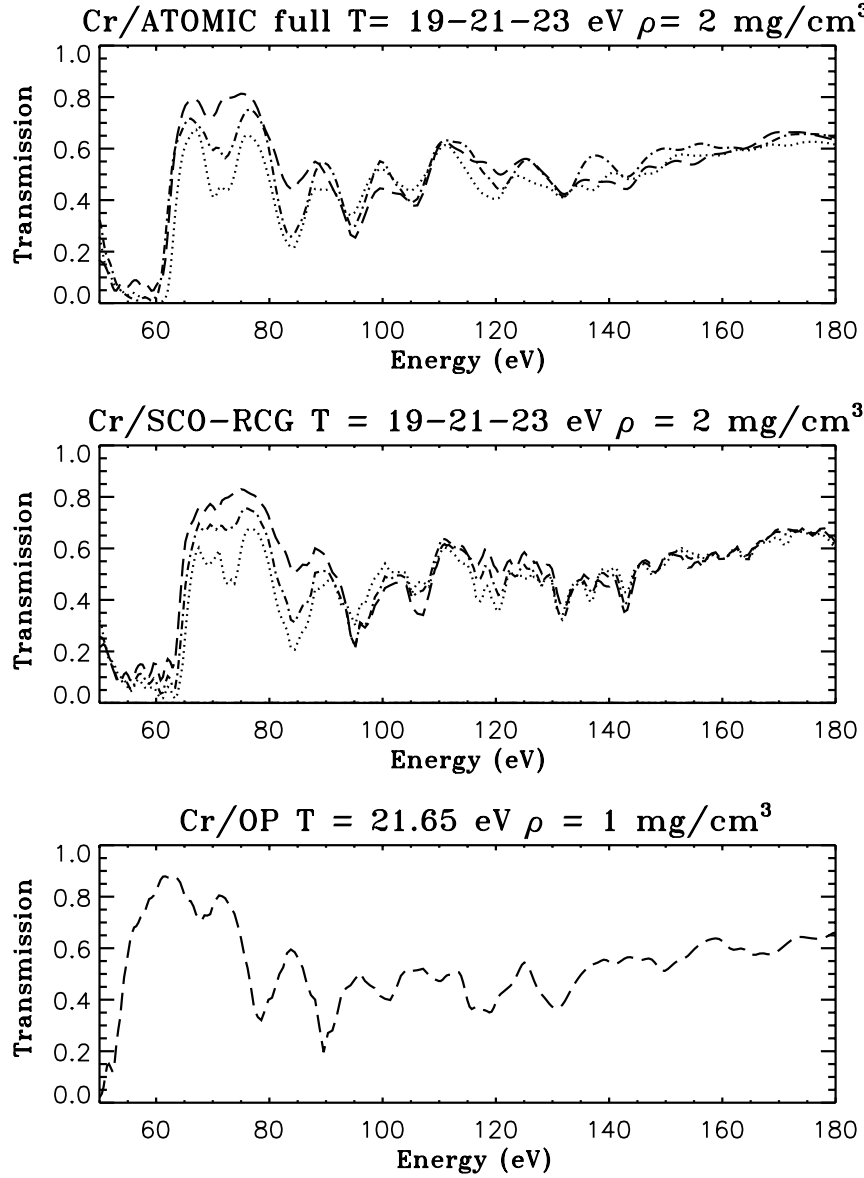 Cr/ATOMIC full T= 19-21-23 eV ρ= 2 mg/cm³
Transmission
1.0
0.8
0.6
0.4
0.2
0.0
60 80 100 120 140 160 180
Energy (eV)
Cr/SCO-RCG T = 19-21-23 eV ρ = 2 mg/cm³
Transmission
1.0
0.8
0.6
0.4
0.2
0.0
60 80 100 120 140 160 180
Energy (eV)
Cr/OP T = 21.65 eV ρ = 1 mg/cm³
Transmission
1.0
0.8
0.6
0.4
0.2
0.0
60 80 100 120 140 160 180
Energy (eV)